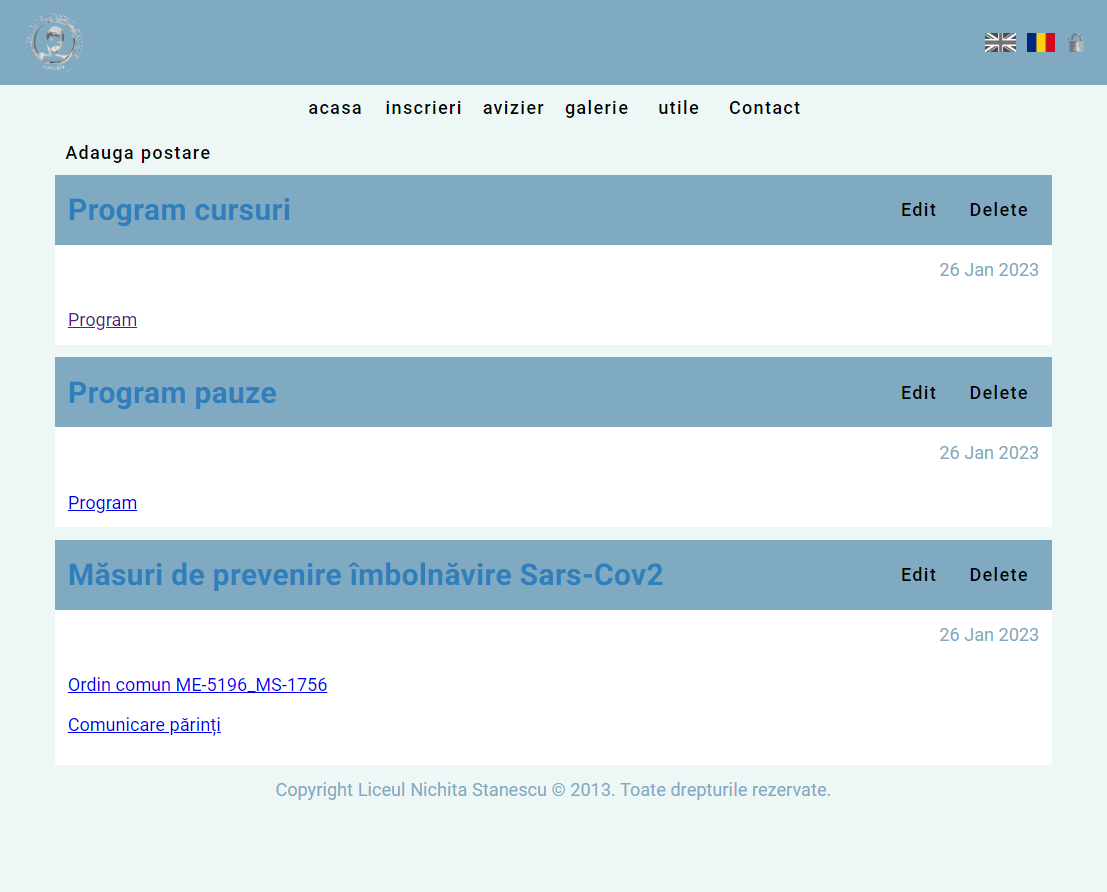 acasa inscrieri avizier galerie utile Contact
Adauga postare
Program cursuri Edit Delete
26 Jan 2023
Program
Program pauze Edit Delete
26 Jan 2023
Program
Măsuri de prevenire îmbolnăvire Sars-Cov2 Edit Delete
26 Jan 2023
Ordin comun ME-5196_MS-1756
Comunicare părinți
Copyright Liceul Nichita Stanescu © 2013. Toate drepturile rezervate.